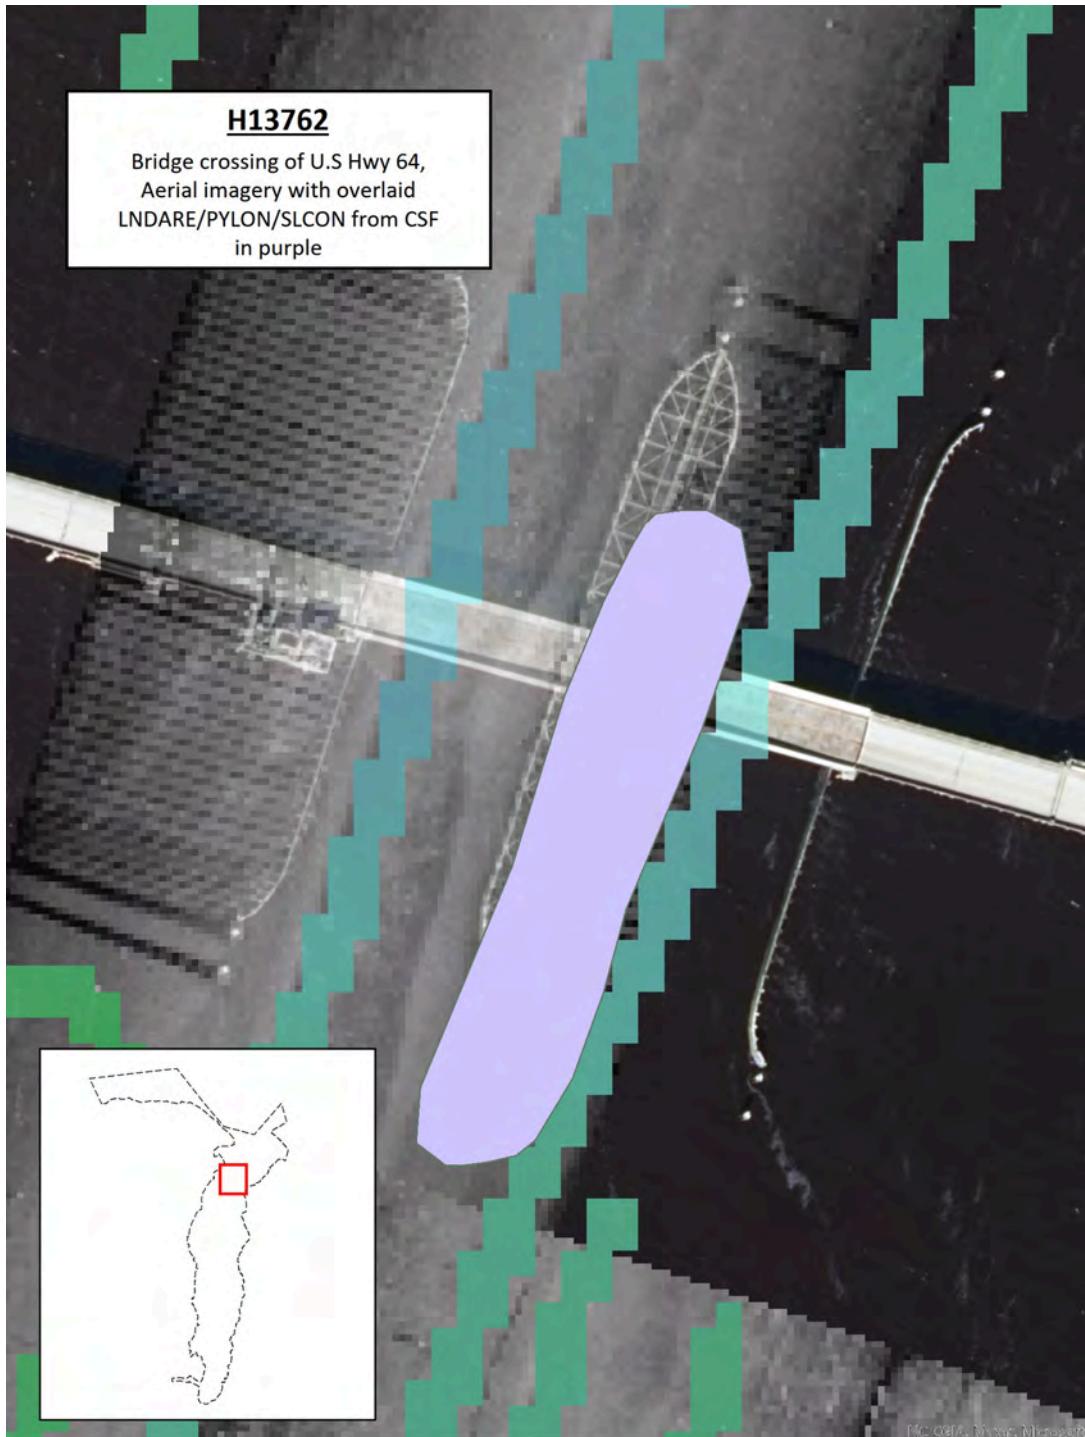 H13762
Bridge crossing of U.S Hwy 64,
Aerial imagery with overlaid
LNDARE/PYLON/SLCON from CSF
in purple